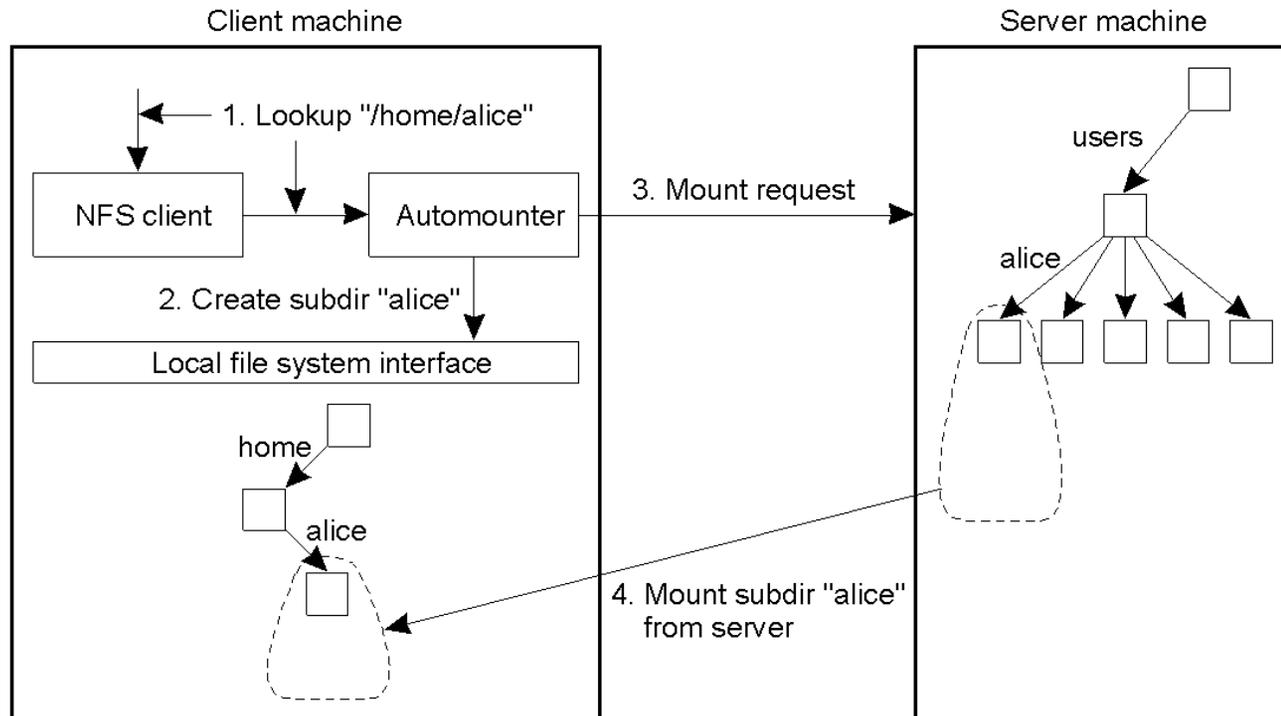 Client machine
Server machine
1. Lookup "/home/alice"
users
NFS client
Automounter
3. Mount request
alice
2. Create subdir "alice"
Local file system interface
home
alice
4. Mount subdir "alice"
from server